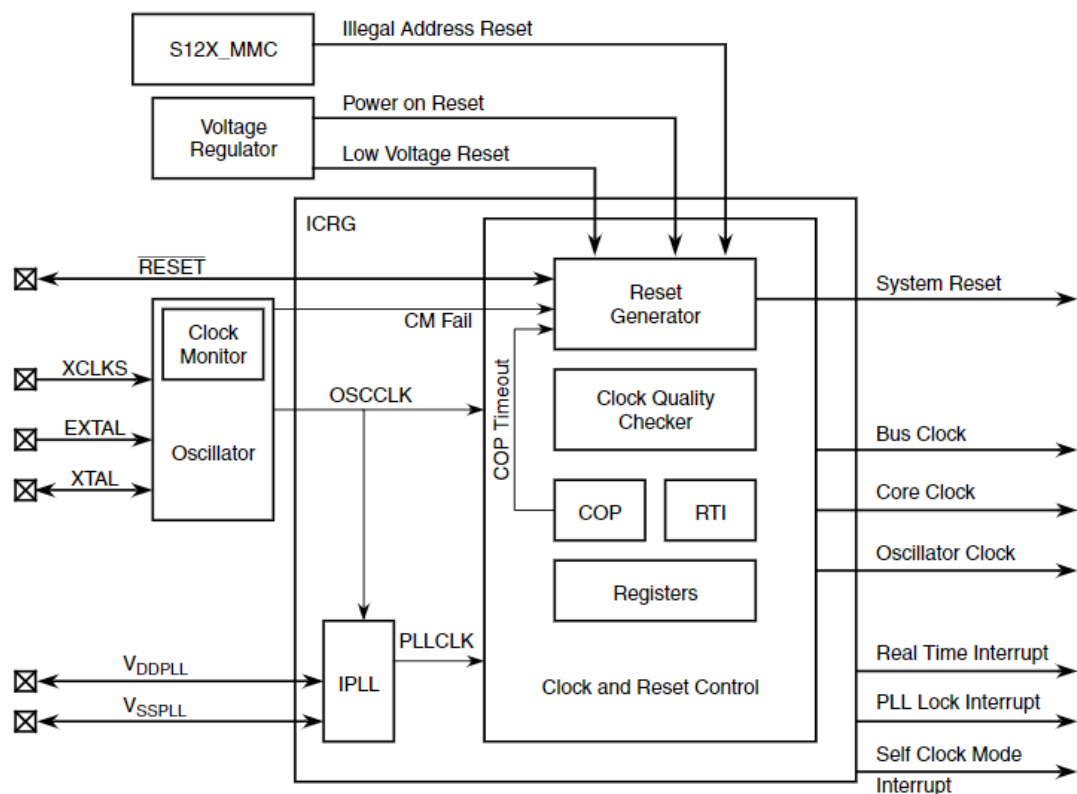 S12X_MMC
Illegal Address Reset
Voltage
Regulator
Power on Reset
Low Voltage Reset
ICRG
RESET
Reset
Generator
System Reset
Clock
Monitor
CM Fail
XCLKS
OSCCLK
COP Timeout
Clock Quality
Checker
EXTAL
Oscillator
Bus Clock
XTAL
COP
RTI
Core Clock
Oscillator Clock
Registers
PLLCLK
VDDPLL
IPLL
VSSPLL
Clock and Reset Control
Real Time Interrupt
PLL Lock Interrupt
Self Clock Mode
Interrupt